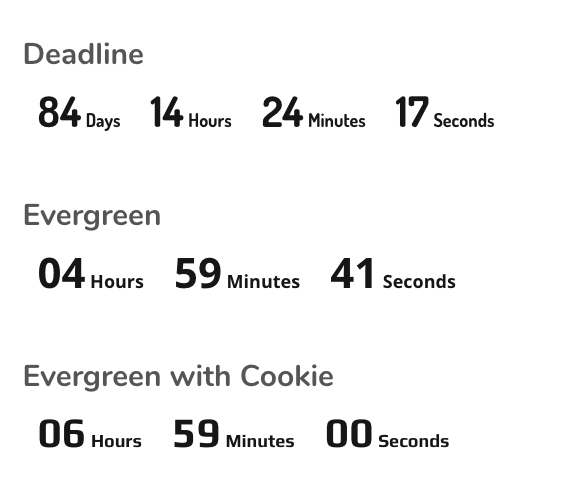 Deadline
84 Days 14 Hours 24 Minutes 17 Seconds
Evergreen
04 Hours 59 Minutes 41 Seconds
Evergreen with Cookie
06 Hours 59 Minutes 00 Seconds